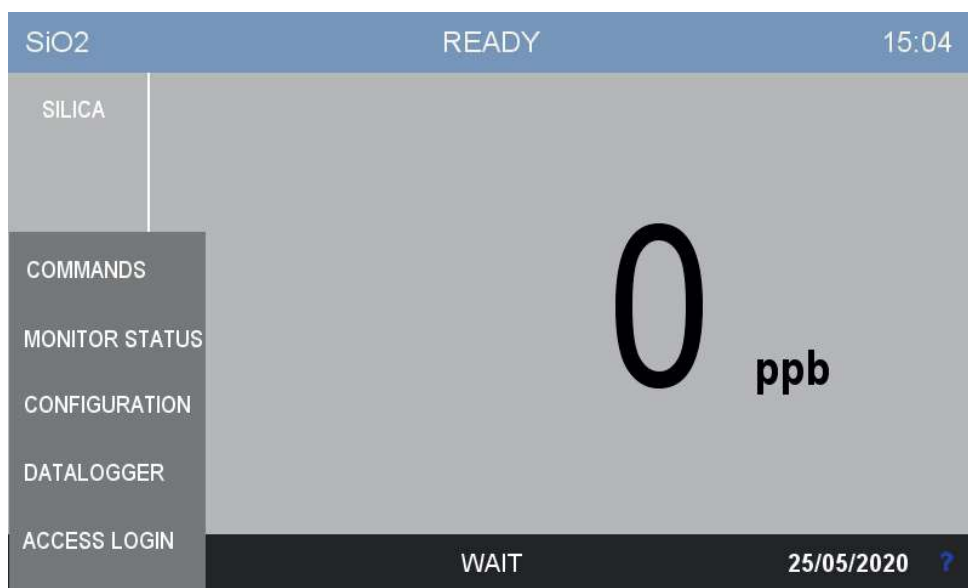 SiO2 READY 15:04
SILICA
0 ppb
COMMANDS
MONITOR STATUS
CONFIGURATION
DATALOGGER
ACCESS LOGIN
WAIT 25/05/2020 ?